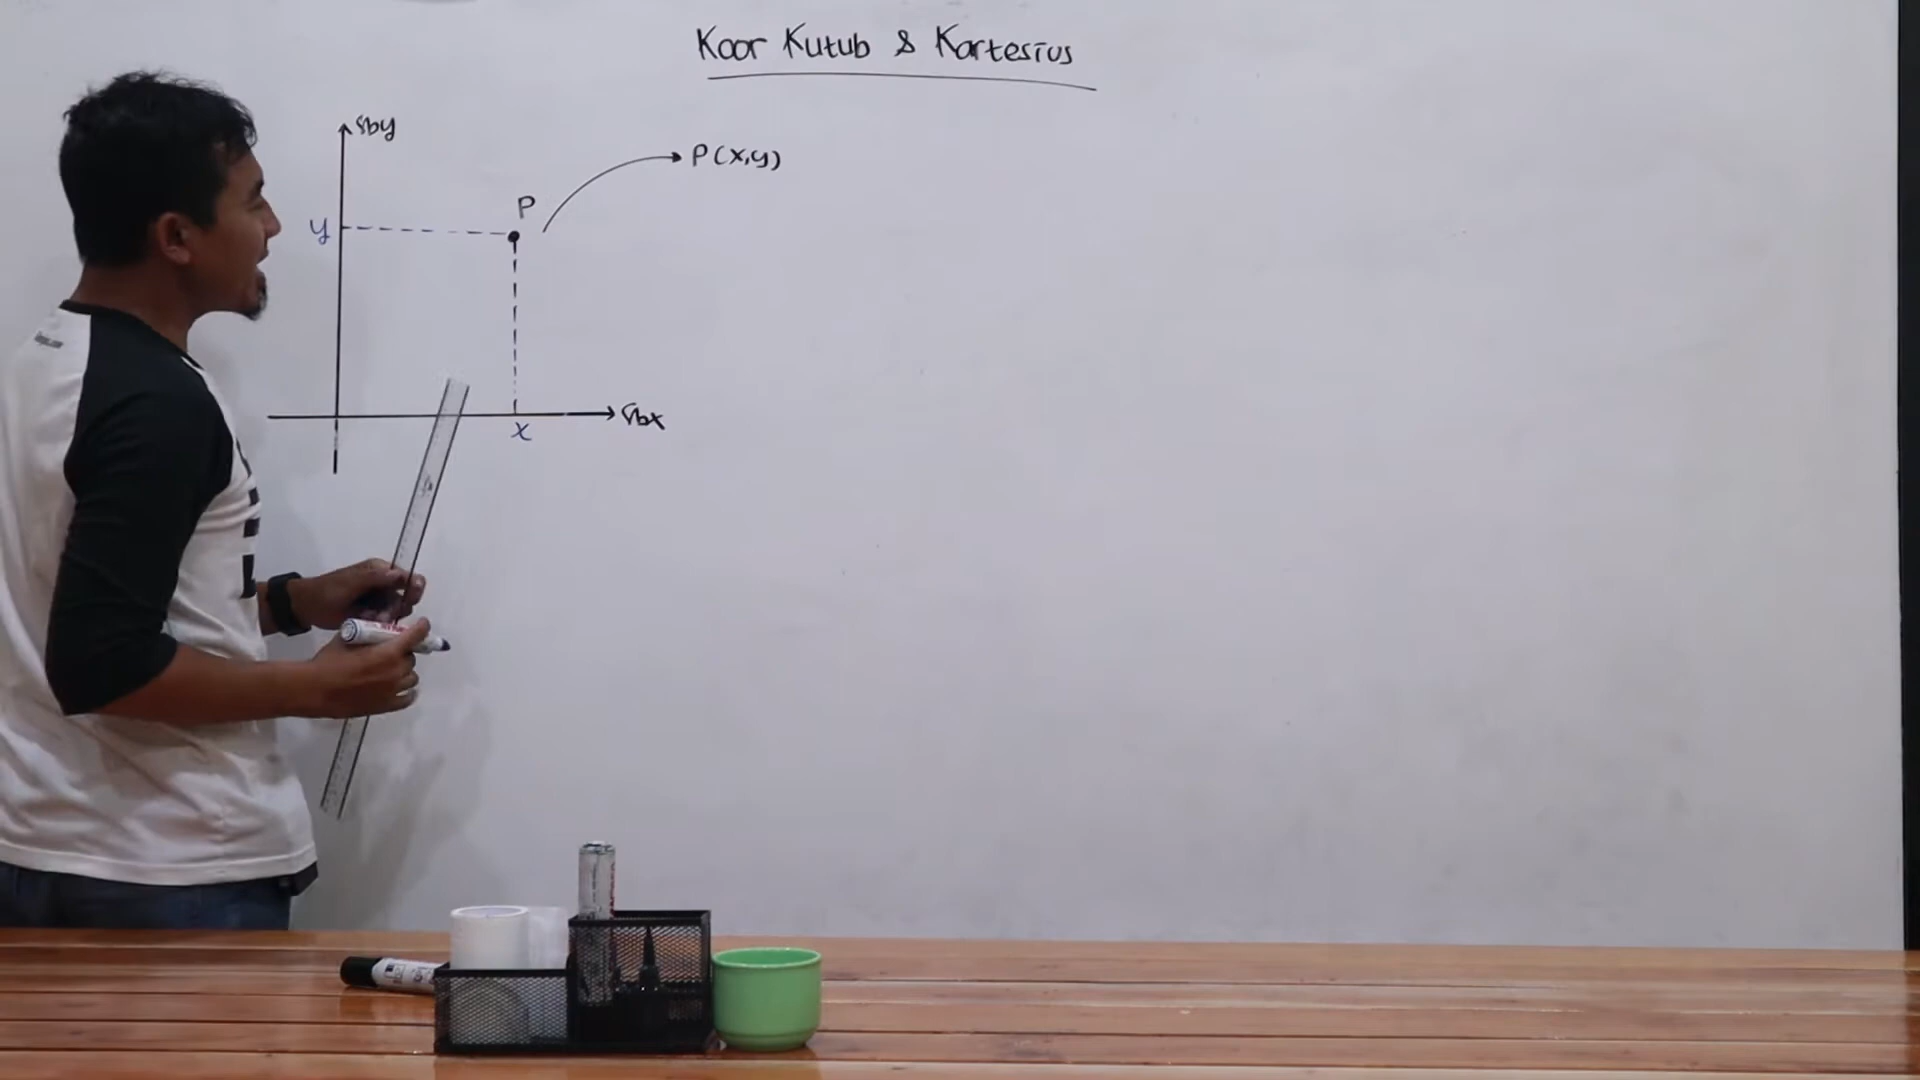 Koor Kutub & Kartesius
Sby
P(x,y)
P
y
x
Sbx